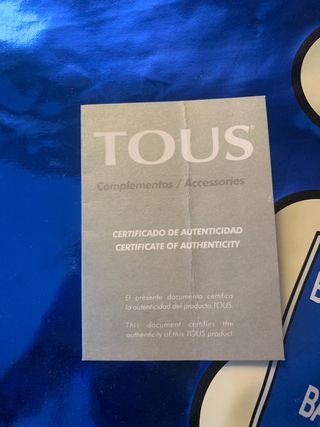 TOUS®
Complementos / Accessories
CERTIFICADO DE AUTENTICIDAD
CERTIFICATE OF AUTHENTICITY
El presente documento certifica
la autenticidad del producto TOUS.
This document certifies the
authenticity of this TOUS product.